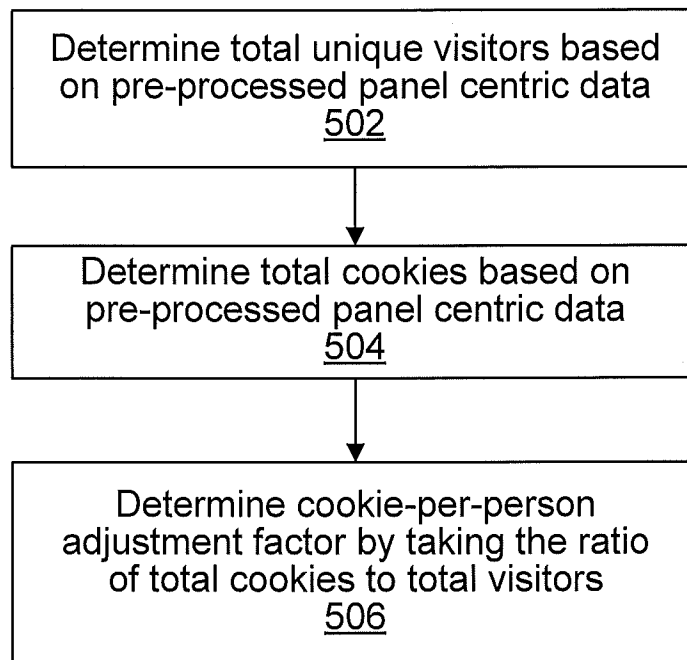 Determine total unique visitors based
on pre-processed panel centric data
502
Determine total cookies based on
pre-processed panel centric data
504
Determine cookie-per-person
adjustment factor by taking the ratio
of total cookies to total visitors
506